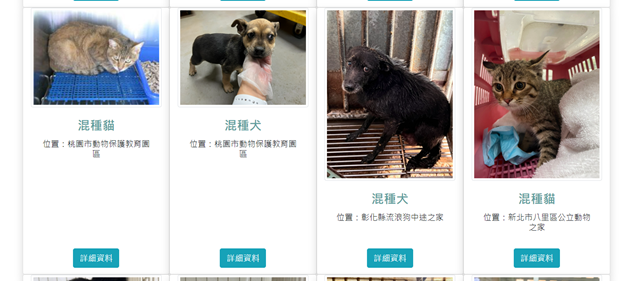 混種貓
位置：桃園市動物保護教育園
區
詳細資料
混種犬
位置：桃園市動物保護教育園
區
詳細資料
混種犬
位置：彰化縣流浪狗中途之家
詳細資料
混種貓
位置：新北市八里區公立動物
之家
詳細資料